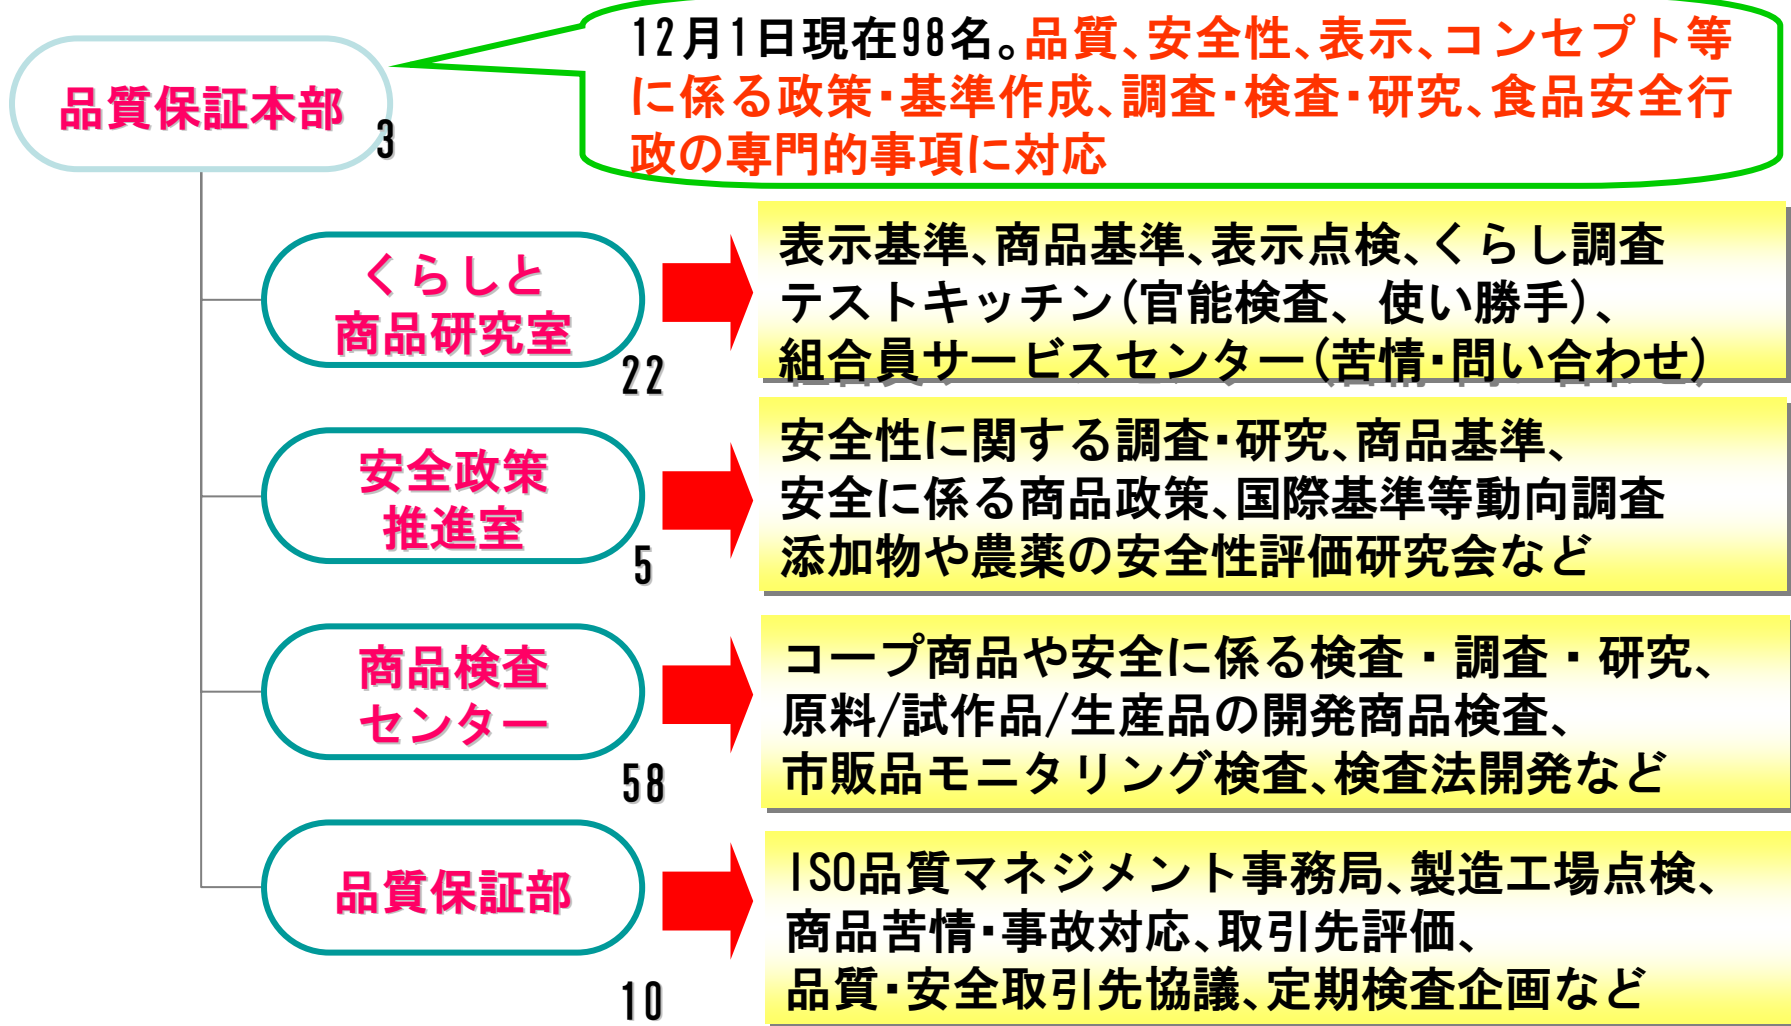 品質保証本部
3
12月1日現在98名。品質、安全性、表示、コンセプト等
に係る政策・基準作成、調査・検査・研究、食品安全行
政の専門的事項に対応
くらしと
商品研究室
22
表示基準、商品基準、表示点検、くらし調査
テストキッチン(官能検査、使い勝手)、
組合員サービスセンター(苦情・問い合わせ)
安全政策
推進室
5
安全性に関する調査・研究、商品基準、
安全に係る商品政策、国際基準等動向調査
添加物や農薬の安全性評価研究会など
商品検査
センター
58
コープ商品や安全に係る検査・調査・研究、
原料/試作品/生産品の開発商品検査、
市販品モニタリング検査、検査法開発など
品質保証部
10
ISO品質マネジメント事務局、製造工場点検、
商品苦情・事故対応、取引先評価、
品質・安全取引先協議、定期検査企画など